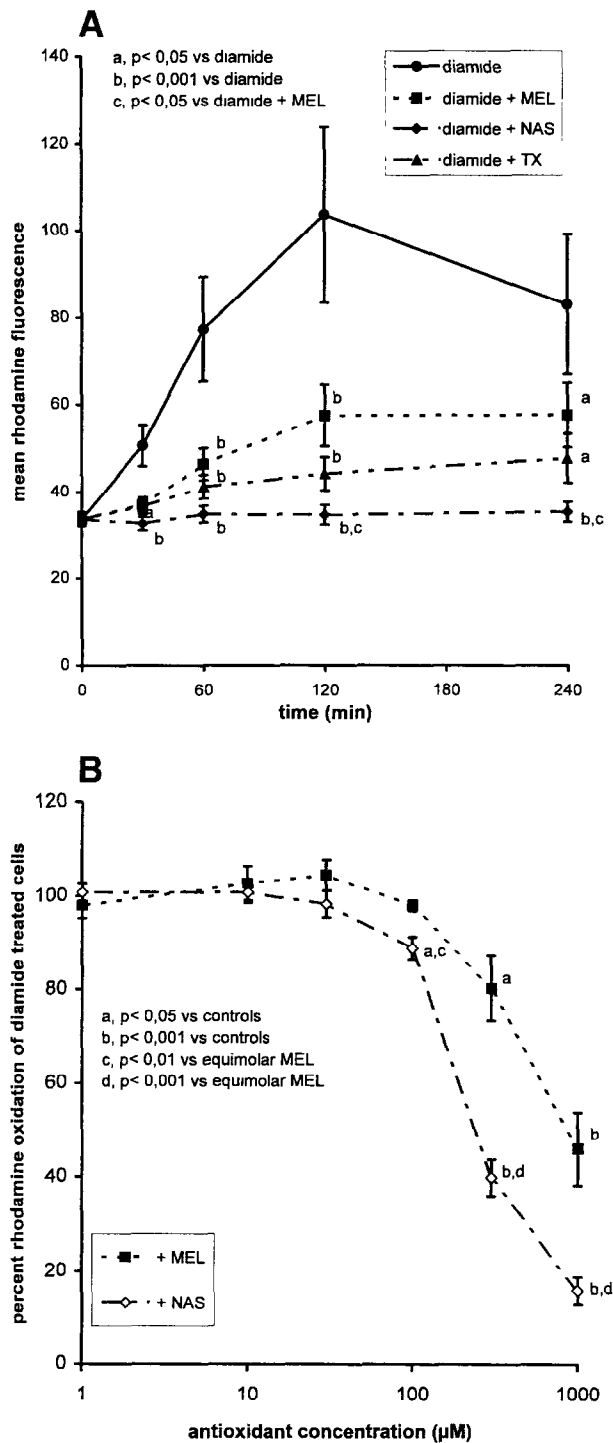 A
140
120
100
80
60
40
20
0
mean rhodamine fluorescence
a, p< 0,05 vs diamide
b, p< 0,001 vs diamide
c, p< 0,05 vs diamide + MEL
diamide
diamide + MEL
diamide + NAS
diamide + TX
b
b
a
b
b
a
a
b
b
b,c
b,c
0
60
120
180
240
time (min)
B
120
100
80
60
40
20
0
percent rhodamine oxidation of diamide treated cells
a,c
a
a, p< 0,05 vs controls
b, p< 0,001 vs controls
c, p< 0,01 vs equimolar MEL
d, p< 0,001 vs equimolar MEL
b
b,d
b,d
+ MEL
+ NAS
1
10
100
1000
antioxidant concentration (µM)